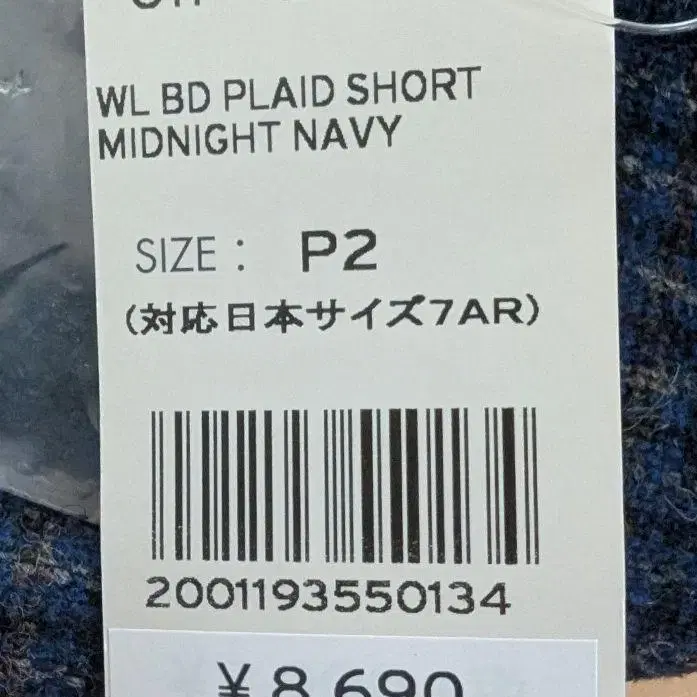 WL BD PLAID SHORT
MIDNIGHT NAVY
SIZE : P2
(対応日本サイズ7AR)
2001193550134
¥8,690